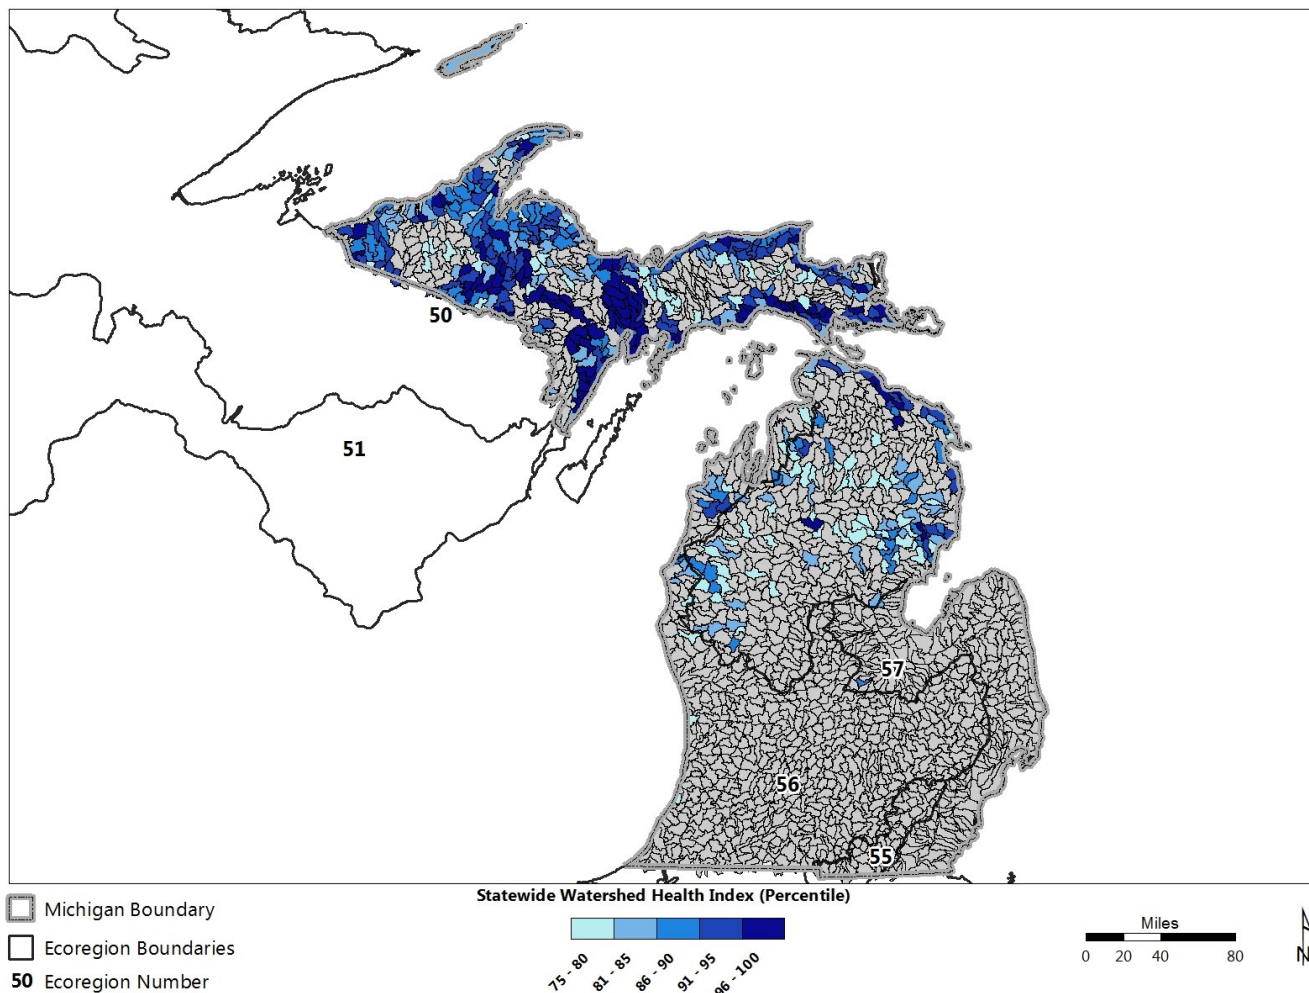 50
51
57
56
55
Michigan Boundary
Ecoregion Boundaries
50 Ecoregion Number
Statewide Watershed Health Index (Percentile)
75 - 80
81 - 85
86 - 90
91 - 95
96 - 100
Miles
0 20 40 80
N